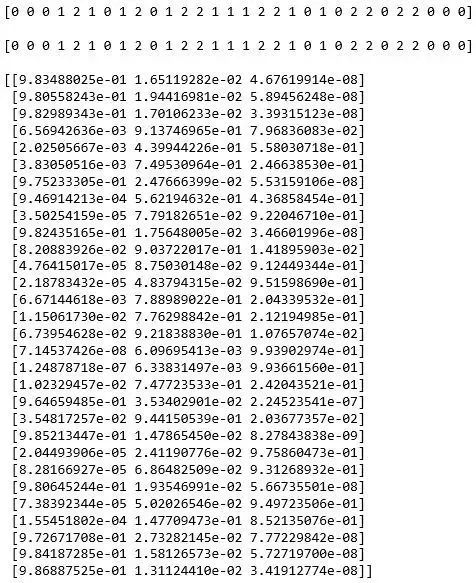 [0 0 0 1 2 1 0 1 2 0 1 2 2 1 1 1 2 2 1 0 1 0 2 2 0 2 2 0 0 0]
[0 0 0 1 2 1 0 1 2 0 1 2 2 1 1 1 2 2 1 0 1 0 2 2 0 2 2 0 0 0]
[[9.83488025e-01 1.65119282e-02 4.67619914e-08]
[9.80558243e-01 1.94416981e-02 5.89456248e-08]
[9.82989343e-01 1.70106233e-02 3.39315123e-08]
[6.56942636e-03 9.13746965e-01 7.96836083e-02]
[2.02505667e-03 4.39944226e-01 5.58030718e-01]
[3.83050516e-03 7.49530964e-01 2.46638530e-01]
[9.75233305e-01 2.47666399e-02 5.53159106e-08]
[9.46914213e-04 5.62194632e-01 4.36858454e-01]
[3.50254159e-05 7.79182651e-02 9.22046710e-01]
[9.82435165e-01 1.75648005e-02 3.46601996e-08]
[8.20883926e-02 9.03722017e-01 1.41895903e-02]
[4.76415017e-05 8.75030148e-02 9.12449344e-01]
[2.18783432e-05 4.83794315e-02 9.51598690e-01]
[6.67144618e-03 7.88989022e-01 2.04339532e-01]
[1.15061730e-02 7.76298842e-01 2.12194985e-01]
[6.73954628e-02 9.21838830e-01 1.07657074e-02]
[7.14537426e-08 6.09695413e-03 9.93902974e-01]
[1.24878718e-07 6.33831497e-03 9.93661560e-01]
[1.02329457e-02 7.47723533e-01 2.42043521e-01]
[9.64659485e-01 3.53402901e-02 2.24523541e-07]
[3.54817257e-02 9.44150539e-01 2.03677357e-02]
[9.85213447e-01 1.47865450e-02 8.27843838e-09]
[2.04493906e-05 2.41190776e-02 9.75860473e-01]
[8.28166927e-05 6.86482509e-02 9.31268932e-01]
[9.80645244e-01 1.93546991e-02 5.66735501e-08]
[7.38392344e-05 5.02026546e-02 9.49723506e-01]
[1.55451802e-04 1.47709473e-01 8.52135076e-01]
[9.72671708e-01 2.73282145e-02 7.77229842e-08]
[9.84187285e-01 1.58126573e-02 5.72719700e-08]
[9.86887525e-01 1.31124410e-02 3.41912774e-08]]